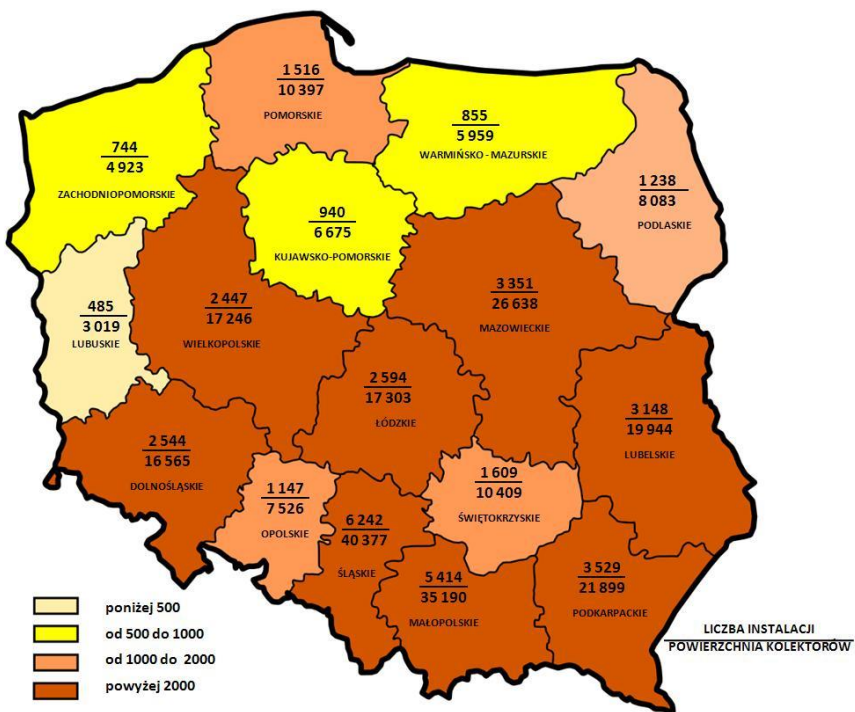 1 516
10 397
POMORSKIE
855
5 959
WARMIŃSKO - MAZURSKIE
744
4 923
ZACHODNIOPOMORSKIE
1 238
8 083
PODLASKIE
940
6 675
KUJAWSKO-POMORSKIE
3 351
26 638
MAZOWIECKIE
485
3 019
LUBUSKIE
2 447
17 246
WIELKOPOLSKIE
2 594
17 303
ŁÓDZKIE
3 148
19 944
LUBELSKIE
2 544
16 565
DOLNOŚLĄSKIE
1 147
7 526
OPOLSKIE
1 609
10 409
ŚWIĘTOKRZYSKIE
6 242
40 377
ŚLĄSKIE
5 414
35 190
MAŁOPOLSKIE
3 529
21 899
PODKARPACKIE
poniżej 500
od 500 do 1000
od 1000 do 2000
powyżej 2000
LICZBA INSTALACJI
POWIERZCHNIA KOLEKTORÓW